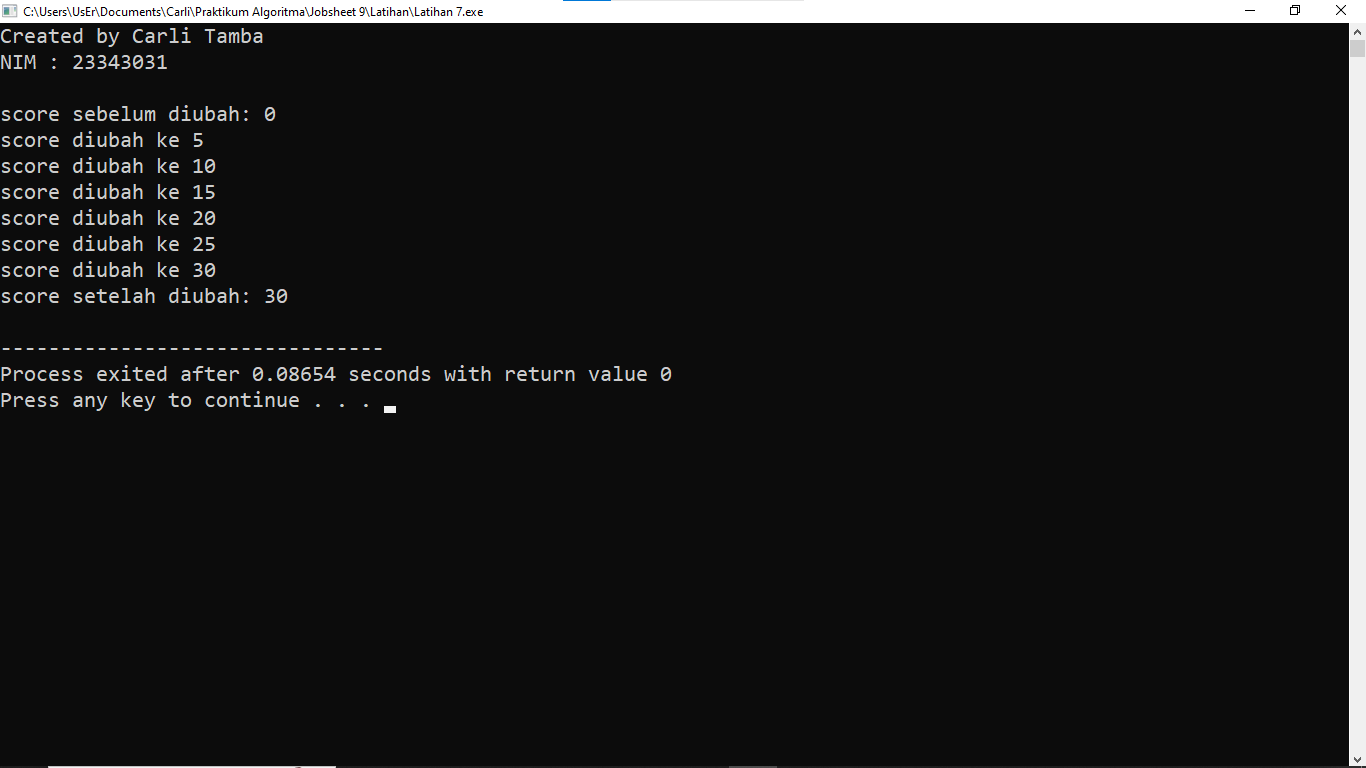 C:\Users\UsEr\Documents\Carli\Praktikum Algoritma\Jobsheet 9\Latihan\Latihan 7.exe
Created by Carli Tamba
NIM : 23343031
score sebelum diubah: 0
score diubah ke 5
score diubah ke 10
score diubah ke 15
score diubah ke 20
score diubah ke 25
score diubah ke 30
score setelah diubah: 30
--------------------------------
Process exited after 0.08654 seconds with return value 0
Press any key to continue . . .